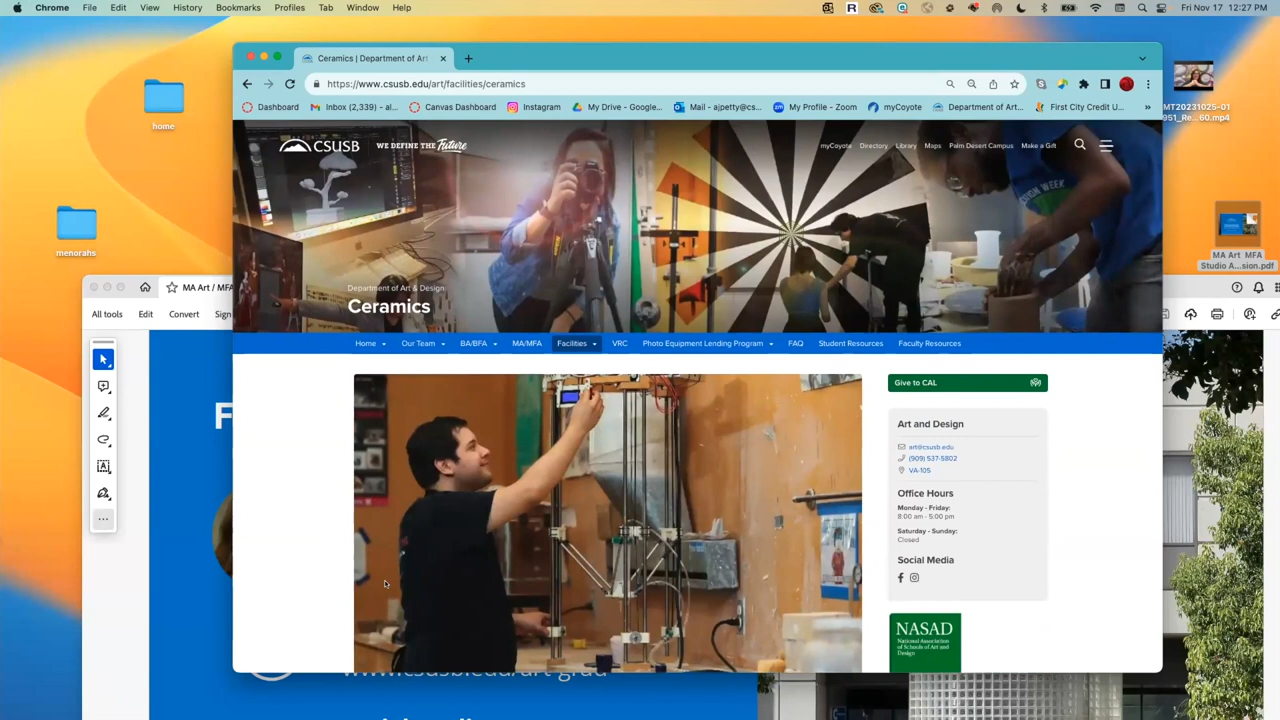 Chrome File Edit View History Bookmarks Profiles Tab Window Help
Fri Nov 17 12:27 PM
home
menorahs
Ceramics | Department of Art
https://www.csusb.edu/art/facilities/ceramics
Dashboard Inbox (2,339) - al... Canvas Dashboard Instagram My Drive - Google... Mail - ajpetty@cs... My Profile - Zoom myCoyote Department of Art... First City Credit U... »
CSUSB WE DEFINE THE Future
myCoyote Directory Library Maps Palm Desert Campus Make a Gift
Department of Art & Design
Ceramics
Home Our Team BA/BFA MA/MFA Facilities VRC Photo Equipment Lending Program FAQ Student Resources Faculty Resources
Give to CAL
Art and Design
art@csusb.edu
(909) 537-5802
VA-105
Office Hours
Monday - Friday:
8:00 am - 5:00 pm
Saturday - Sunday:
Closed
Social Media
NASAD
National Association
of Schools of Art and
Design
MA Art / MFA
All tools Edit Convert Sign
F
MT20231025-01
951_Re...60.mp4
MA Art MFA
Studio A...sion.pdf